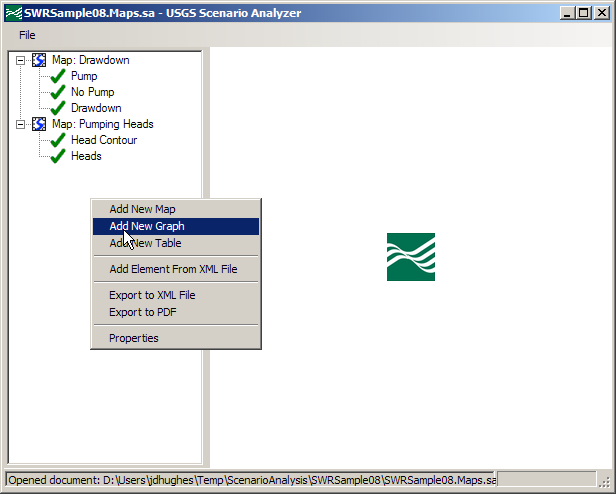 SWRSample08.Maps.sa - USGS Scenario Analyzer
File
Map: Drawdown
Pump
No Pump
Drawdown
Map: Pumping Heads
Head Contour
Heads
Add New Map
Add New Graph
Add New Table
Add Element From XML File
Export to XML File
Export to PDF
Properties
Opened document: D:\Users\jdhughes\Temp\ScenarioAnalysis\SWRSample08\SWRSample08.Maps.sa